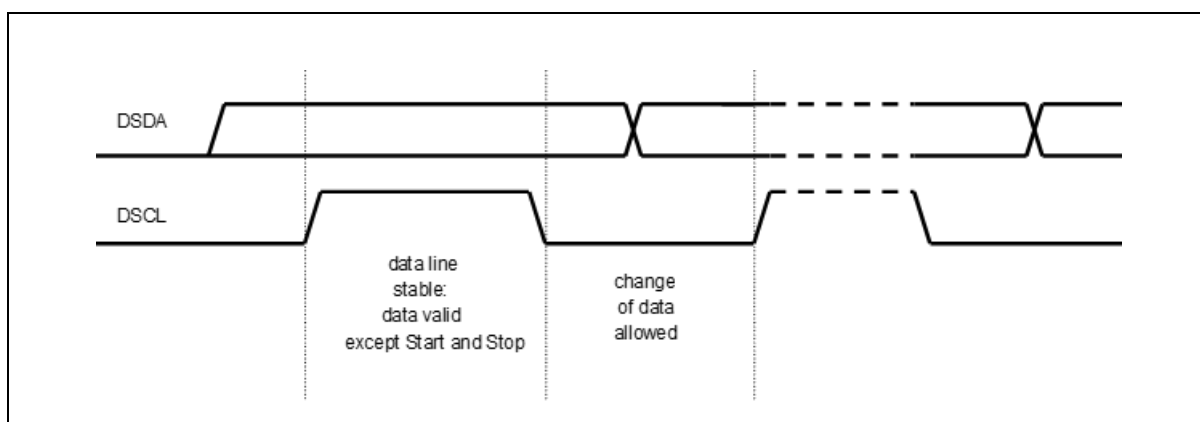 DSDA
DSCL
data line
stable:
data valid
except Start and Stop
change
of data
allowed